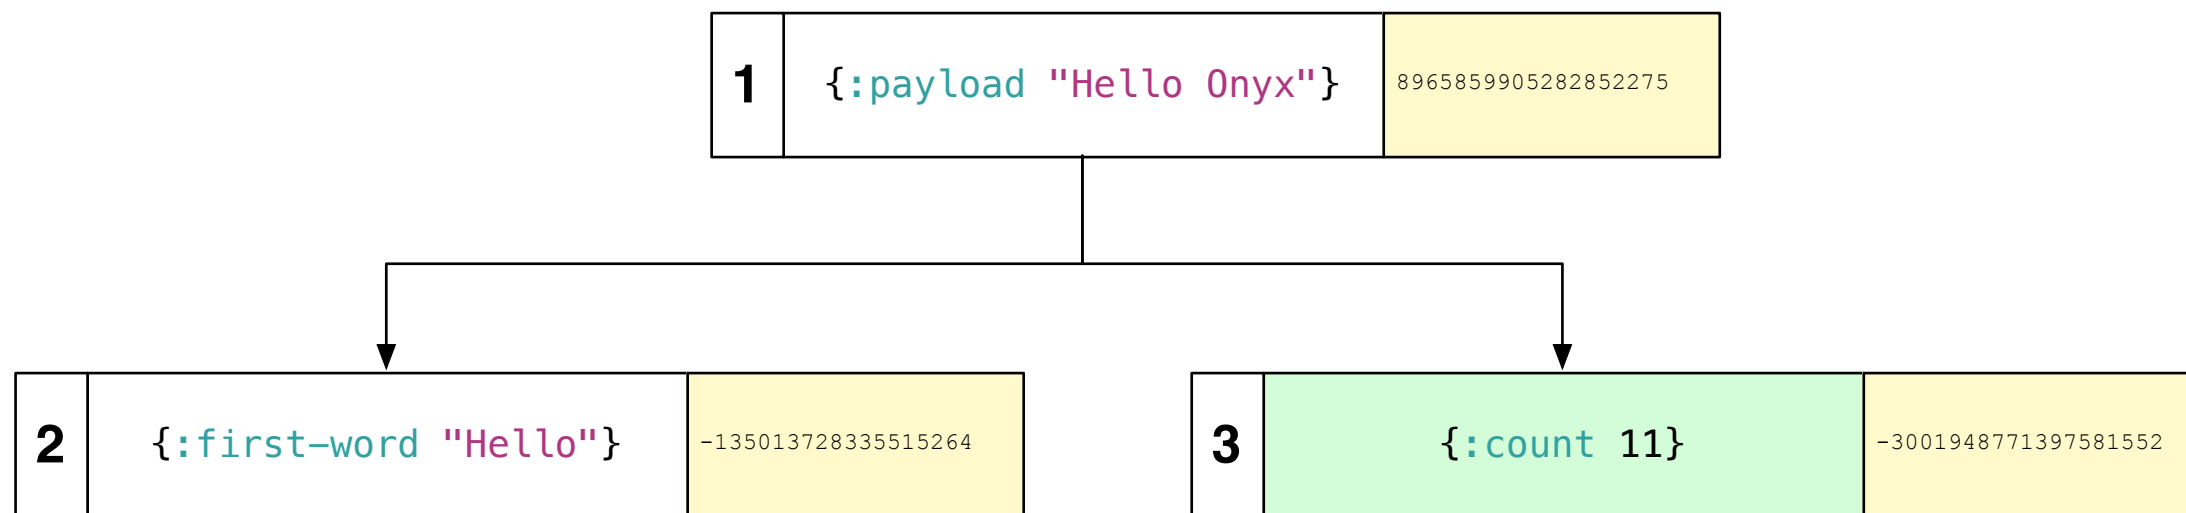 1 {:payload "Hello Onyx"} 8965859905282852275
2 {:first-word "Hello"} -135013728335515264
3 {:count 11} -3001948771397581552